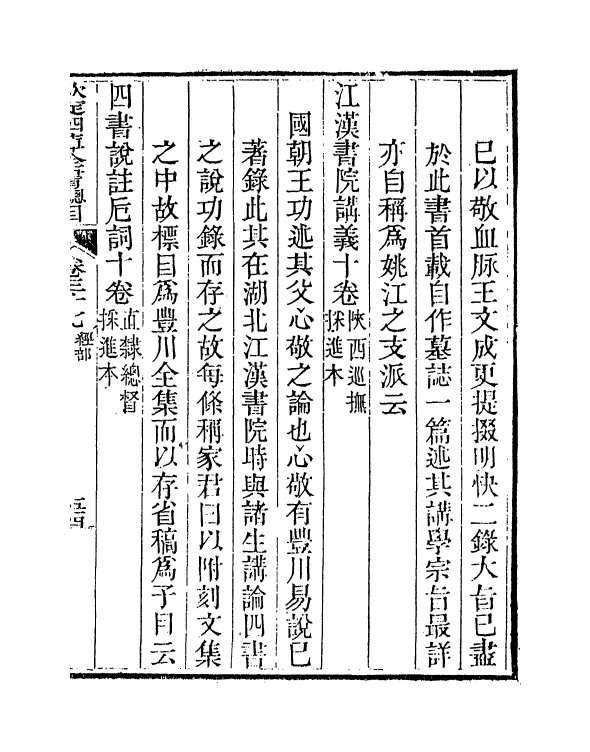 已以敬血脉王文成更提掇明快二錄大旨已盡
於此書首載自作墓誌一篇述其講學宗旨最詳
亦自稱爲姚江之支派云
江漢書院講義十卷陜西巡撫採進本
國朝王功述其父心敬之論也心敬有豐川易說已
著錄此其在湖北江漢書院時與諸生講論四書
之說功錄而存之故每條稱家君曰以附刻文集
之中故標目爲豐川全集而以存省稿爲子目云
四書說註卮詞十卷直隸總督採進本
欽定四庫全書總目 卷三十七 經部 五四